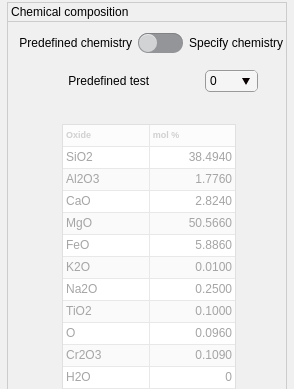 Chemical composition
Predefined chemistry Specify chemistry
Predefined test 0
Oxide mol %
SiO2 38.4940
Al2O3 1.7760
CaO 2.8240
MgO 50.5660
FeO 5.8860
K2O 0.0100
Na2O 0.2500
TiO2 0.1000
O 0.0960
Cr2O3 0.1090
H2O 0